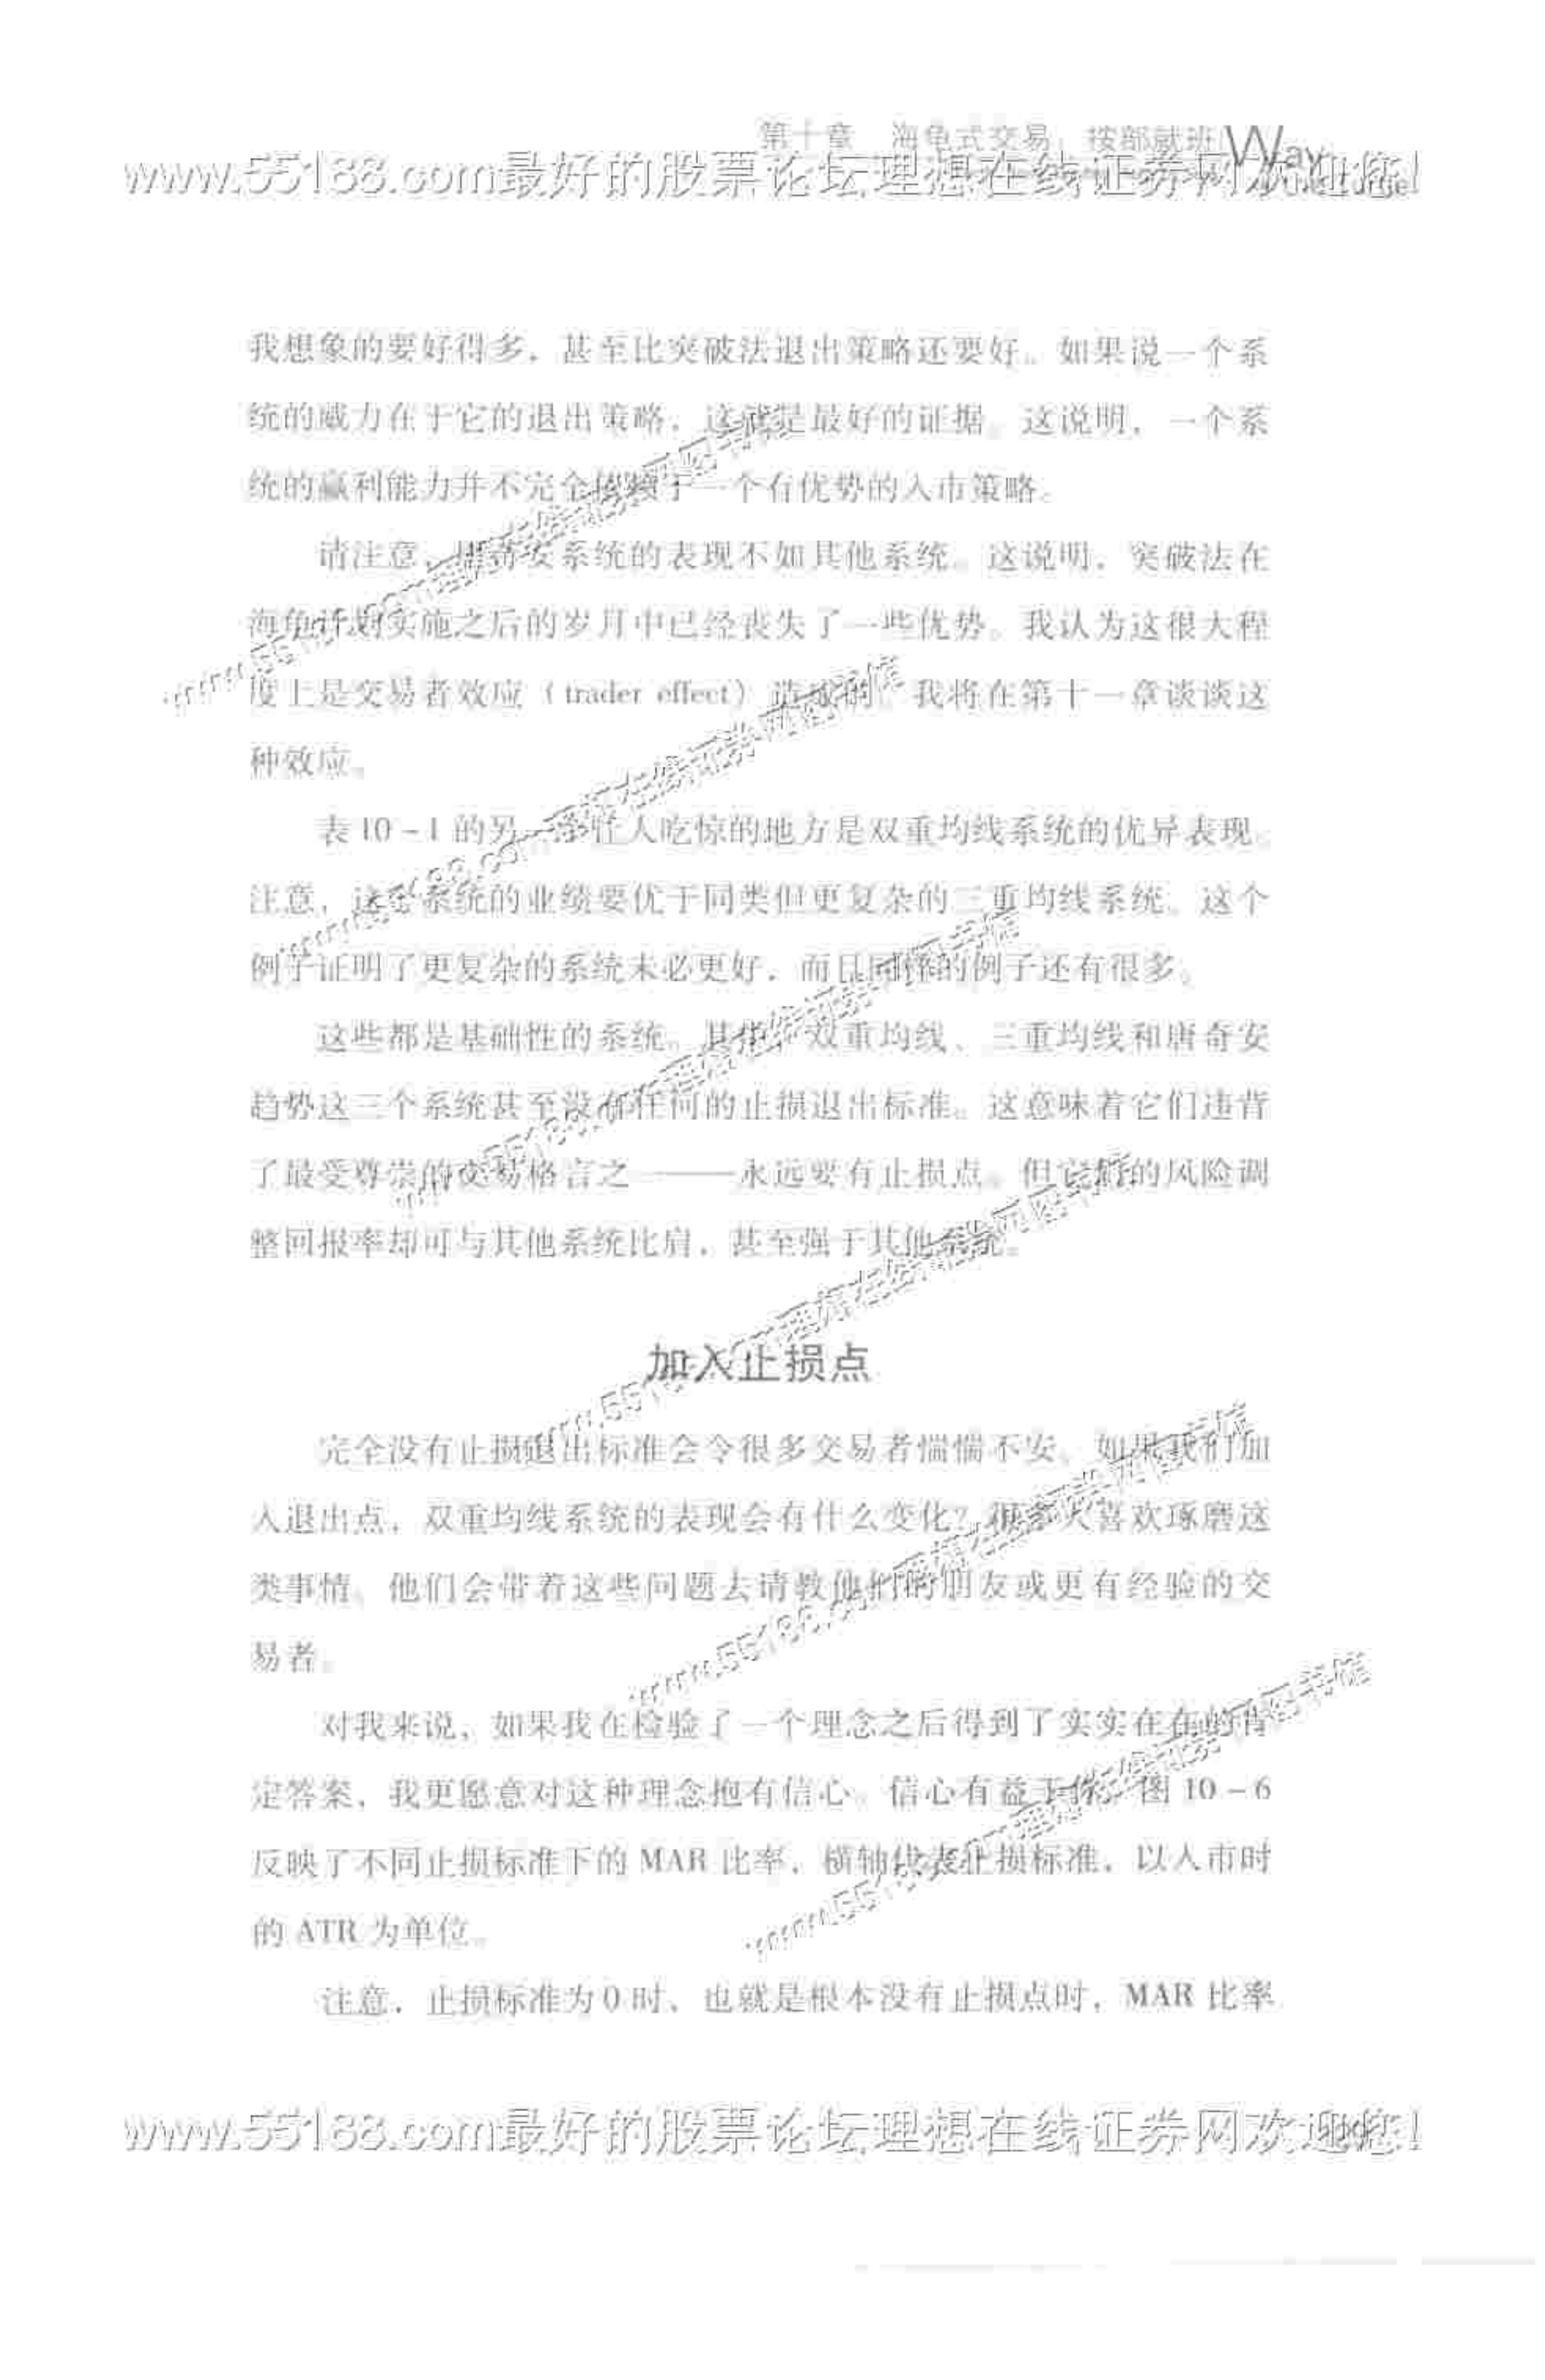 第十章 海龟式交易：按部就班
Way
www.55188.com最好的股票论坛理想在线证券网欢迎您!
我想象的要好得多，甚至比突破法退出策略还要好。如果说一个系
统的威力在于它的退出策略，这就是最好的证据。这说明，一个系
统的赢利能力并不完全依赖于一个有优势的入市策略。
请注意，唐奇安系统的表现不如其他系统。这说明，突破法在
海龟计划实施之后的岁月中已经丧失了一些优势。我认为这很大程
度上是交易者效应（trader effect）造成的。我将在第十一章谈谈这
种效应。
表10-1的另一个让人吃惊的地方是双重均线系统的优异表现。
注意，这个系统的业绩要优于同类但更复杂的三重均线系统。这个
例子证明了更复杂的系统未必更好，而且同样的例子还有很多。
这些都是基础性的系统。其中，双重均线、三重均线和唐奇安
趋势这三个系统甚至没有任何的止损退出标准。这意味着它们违背
了最受尊崇的交易格言之一——永远要有止损点。但它们的风险调
整回报率却可与其他系统比肩，甚至强于其他系统。
加入止损点
完全没有止损退出标准会令很多交易者惴惴不安。如果我们加
入退出点，双重均线系统的表现会有什么变化？很多人喜欢琢磨这
类事情，他们会带着这些问题去请教他们的朋友或更有经验的交
易者。
对我来说，如果我在检验了一个理念之后得到了实实在在的肯
定答案，我更愿意对这种理念抱有信心。信心有益于你。图10-6
反映了不同止损标准下的MAR比率，横轴代表止损标准，以入市时
的ATR为单位。
注意，止损标准为0时，也就是根本没有止损点时，MAR比率
www.55188.com最好的股票论坛理想在线证券网欢迎您!